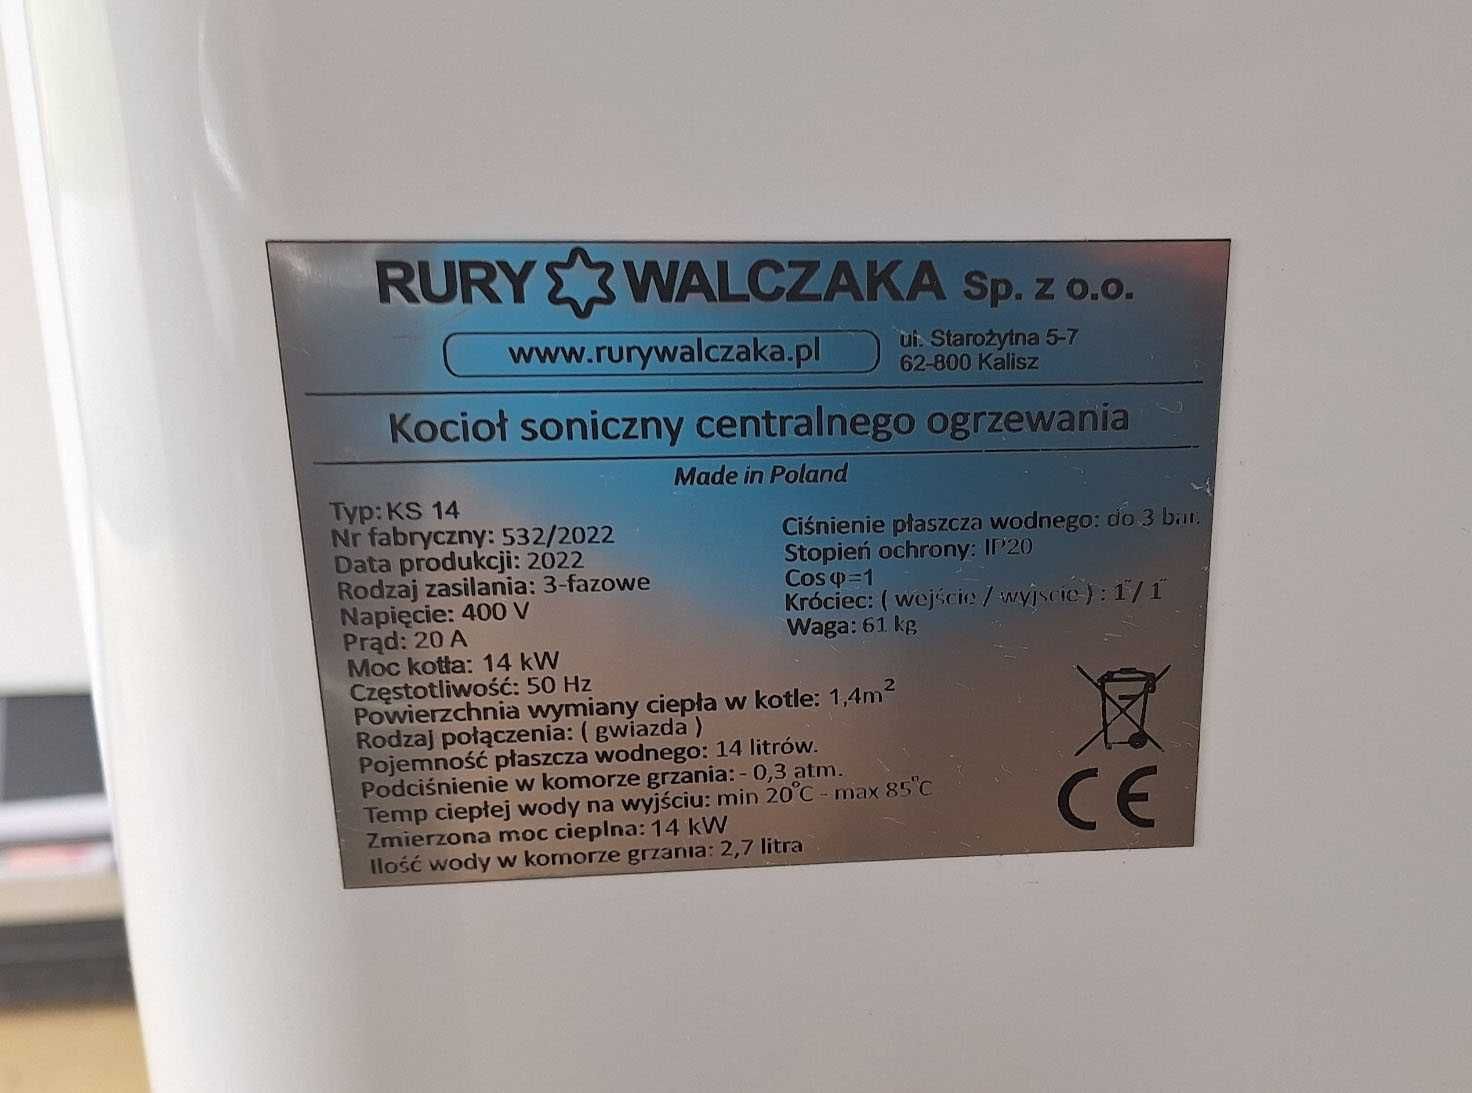 RURY WALCZAKA Sp. z o.o.
www.rurywalczaka.pl
ul. Starożytna 5-7
62-800 Kalisz
Kocioł soniczny centralnego ogrzewania
Made in Poland
Typ: KS 14
Nr fabryczny: 532/2022
Data produkcji: 2022
Rodzaj zasilania: 3-fazowe
Napięcie: 400 V
Prąd: 20 A
Moc kotła: 14 kW
Częstotliwość: 50 Hz
Powierzchnia wymiany ciepła w kotle: 1,4m²
Rodzaj połączenia: ( gwiazda )
Pojemność płaszcza wodnego: 14 litrów.
Podciśnienie w komorze grzania: - 0,3 atm.
Temp ciepłej wody na wyjściu: min 20°C - max 85°C
Zmierzona moc cieplna: 14 kW
Ilość wody w komorze grzania: 2,7 litra
Ciśnienie płaszcza wodnego: do 3 bar.
Stopień ochrony: IP20
Cos φ=1
Króciec: ( wejście / wyjście ) : 1"/ 1"
Waga: 61 kg
CE